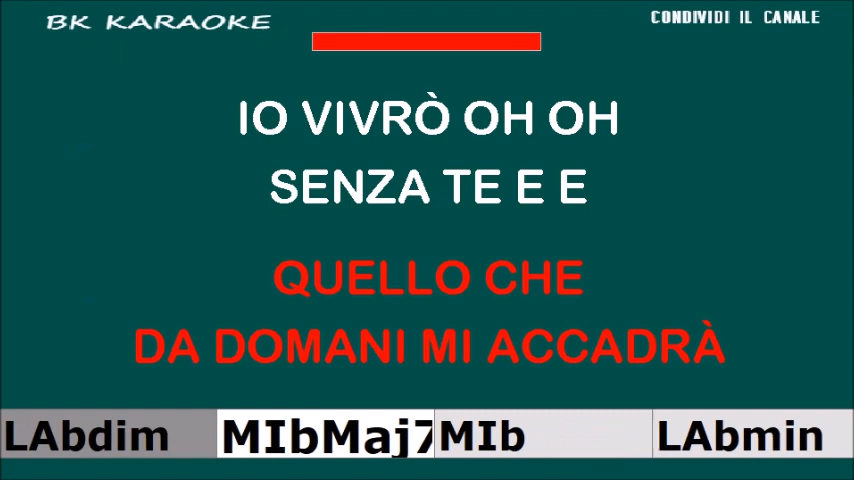 BK KARAOKE
CONDIVIDI IL CANALE
IO VIVRÒ OH OH
SENZA TE E E
QUELLO CHE
DA DOMANI MI ACCADRÀ
LAbdim MIbMaj7 MIb LAbmin